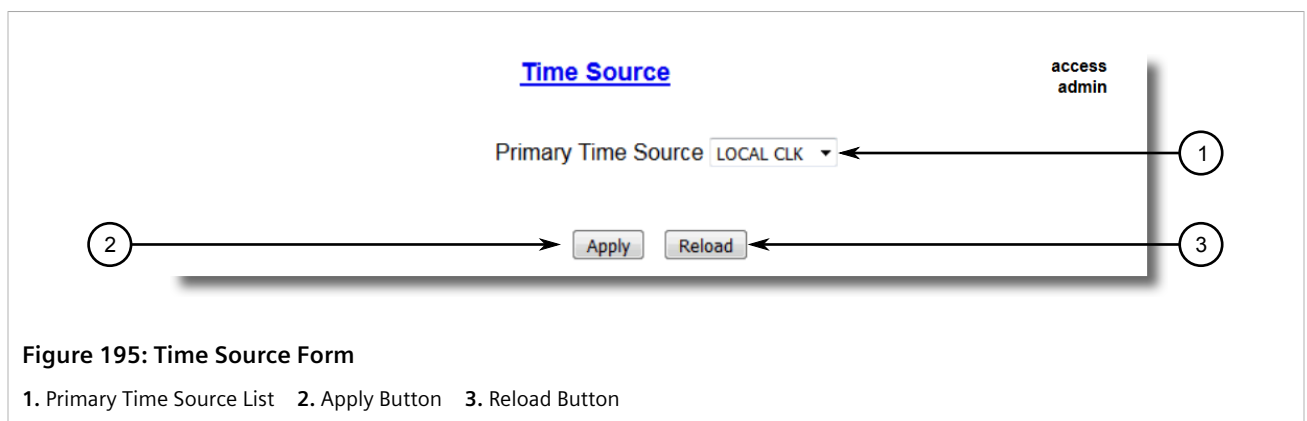 Time Source
access
admin
Primary Time Source LOCAL CLK
1
2
Apply Reload
3
Figure 195: Time Source Form
1. Primary Time Source List 2. Apply Button 3. Reload Button